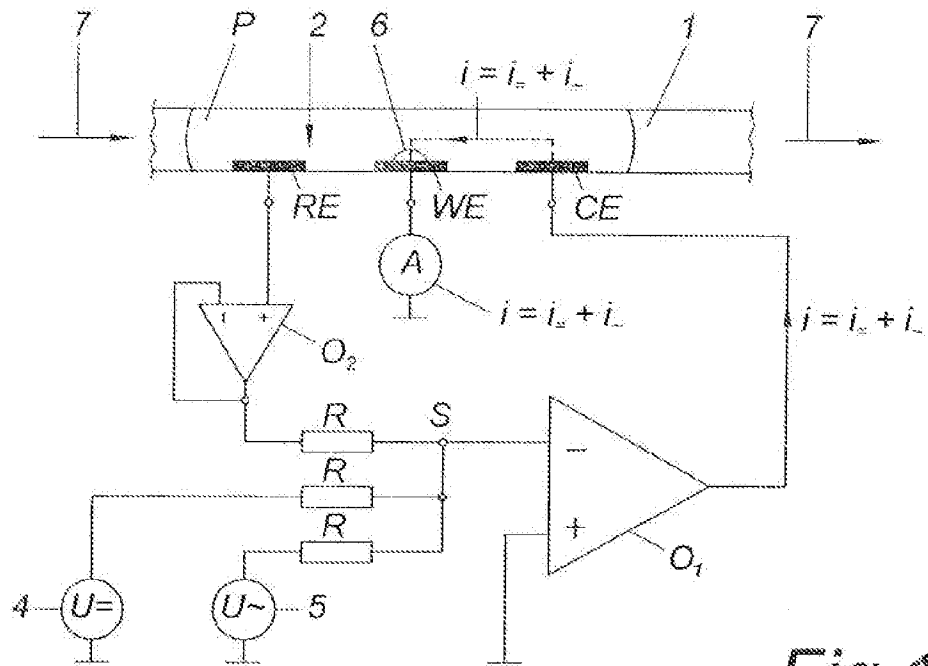 7 P 2 6 1 7
i = i₌ + i~
RE WE CE
A
i = i₌ + i~
i = i₌ + i~
- +
O₂
R S
R
R
-
+
O₁
4 U= U~ 5